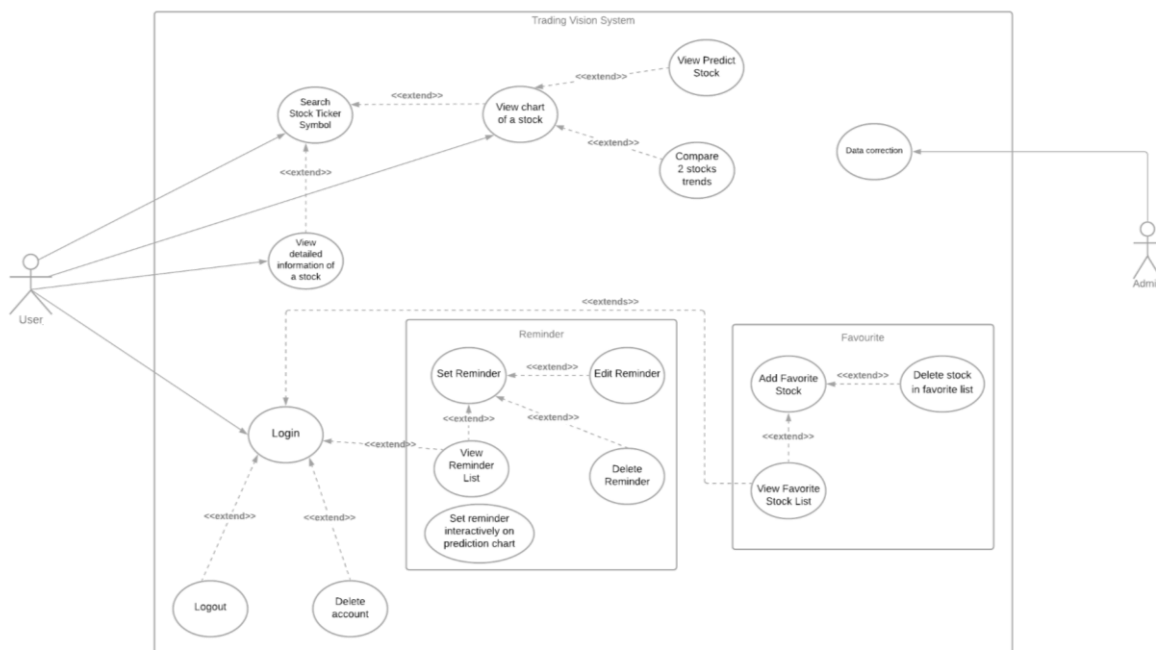 Trading Vision System
View Predict
Stock
<<extend>>
Search
Stock Ticker
Symbol
<<extend>>
View chart
of a stock
<<extend>>
Compare
2 stocks
trends
Data correction
<<extend>>
View
detailed
information of
a stock
User
Admi
<<extends>>
Reminder
Set Reminder
<<extend>>
Edit Reminder
<<extend>>
<<extend>>
Login
<<extend>>
View
Reminder
List
Delete
Reminder
Set reminder
interactively on
prediction chart
Favourite
Add Favorite
Stock
<<extend>>
Delete stock
in favorite list
<<extend>>
View Favorite
Stock List
<<extend>>
<<extend>>
Logout
Delete
account